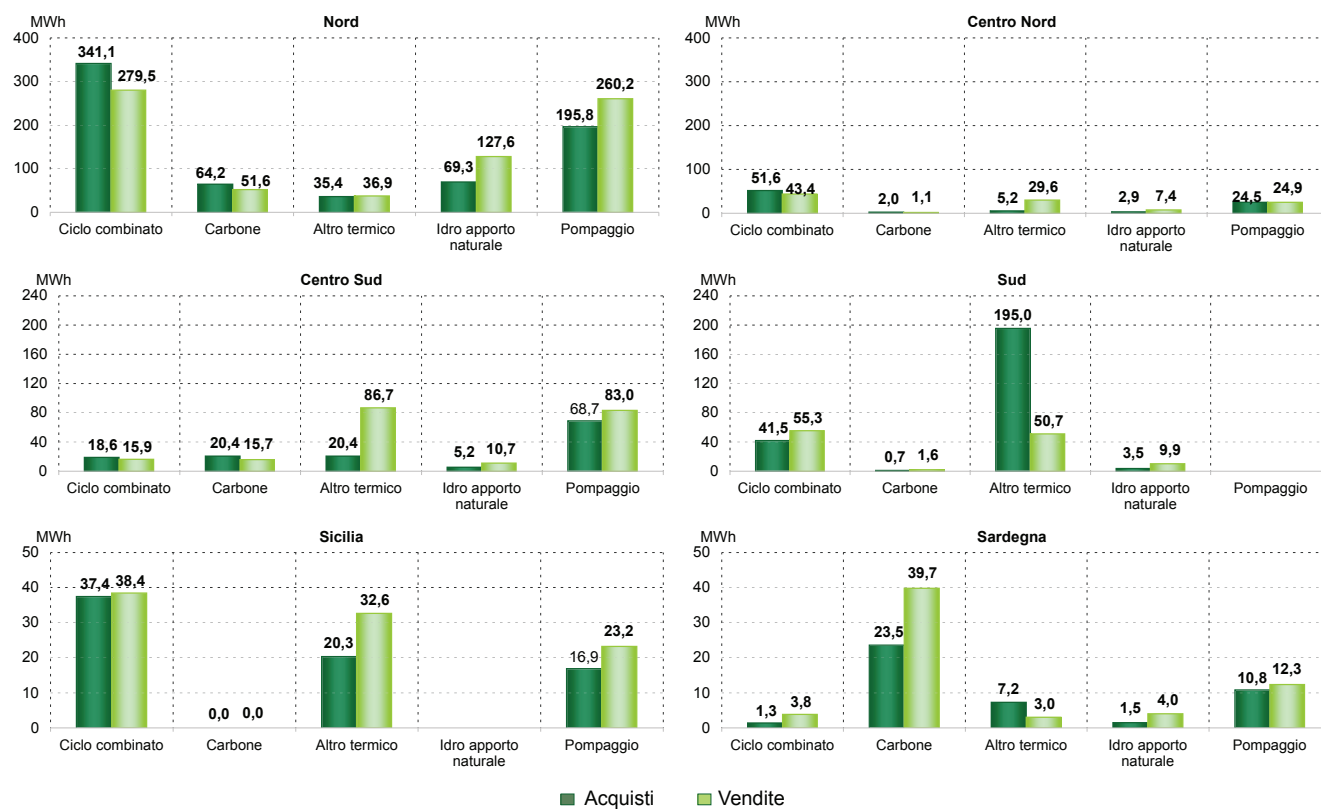 Nord
MWh
400
300
200
100
0
341,1
279,5
64,2
51,6
35,4
36,9
69,3
127,6
195,8
260,2
Ciclo combinato
Carbone
Altro termico
Idro apporto
naturale
Pompaggio
Centro Nord
MWh
400
300
200
100
0
51,6
43,4
2,0
1,1
5,2
29,6
2,9
7,4
24,5
24,9
Ciclo combinato
Carbone
Altro termico
Idro apporto
naturale
Pompaggio
Centro Sud
MWh
240
200
160
120
80
40
0
18,6
15,9
20,4
15,7
20,4
86,7
5,2
10,7
68,7
83,0
Ciclo combinato
Carbone
Altro termico
Idro apporto
naturale
Pompaggio
Sud
MWh
240
200
160
120
80
40
0
41,5
55,3
0,7
1,6
195,0
50,7
3,5
9,9
Ciclo combinato
Carbone
Altro termico
Idro apporto
naturale
Pompaggio
Sicilia
MWh
50
40
30
20
10
0
37,4
38,4
0,0
0,0
20,3
32,6
16,9
23,2
Ciclo combinato
Carbone
Altro termico
Idro apporto
naturale
Pompaggio
Sardegna
MWh
50
40
30
20
10
0
1,3
3,8
23,5
39,7
7,2
3,0
1,5
4,0
10,8
12,3
Ciclo combinato
Carbone
Altro termico
Idro apporto
naturale
Pompaggio
Acquisti
Vendite